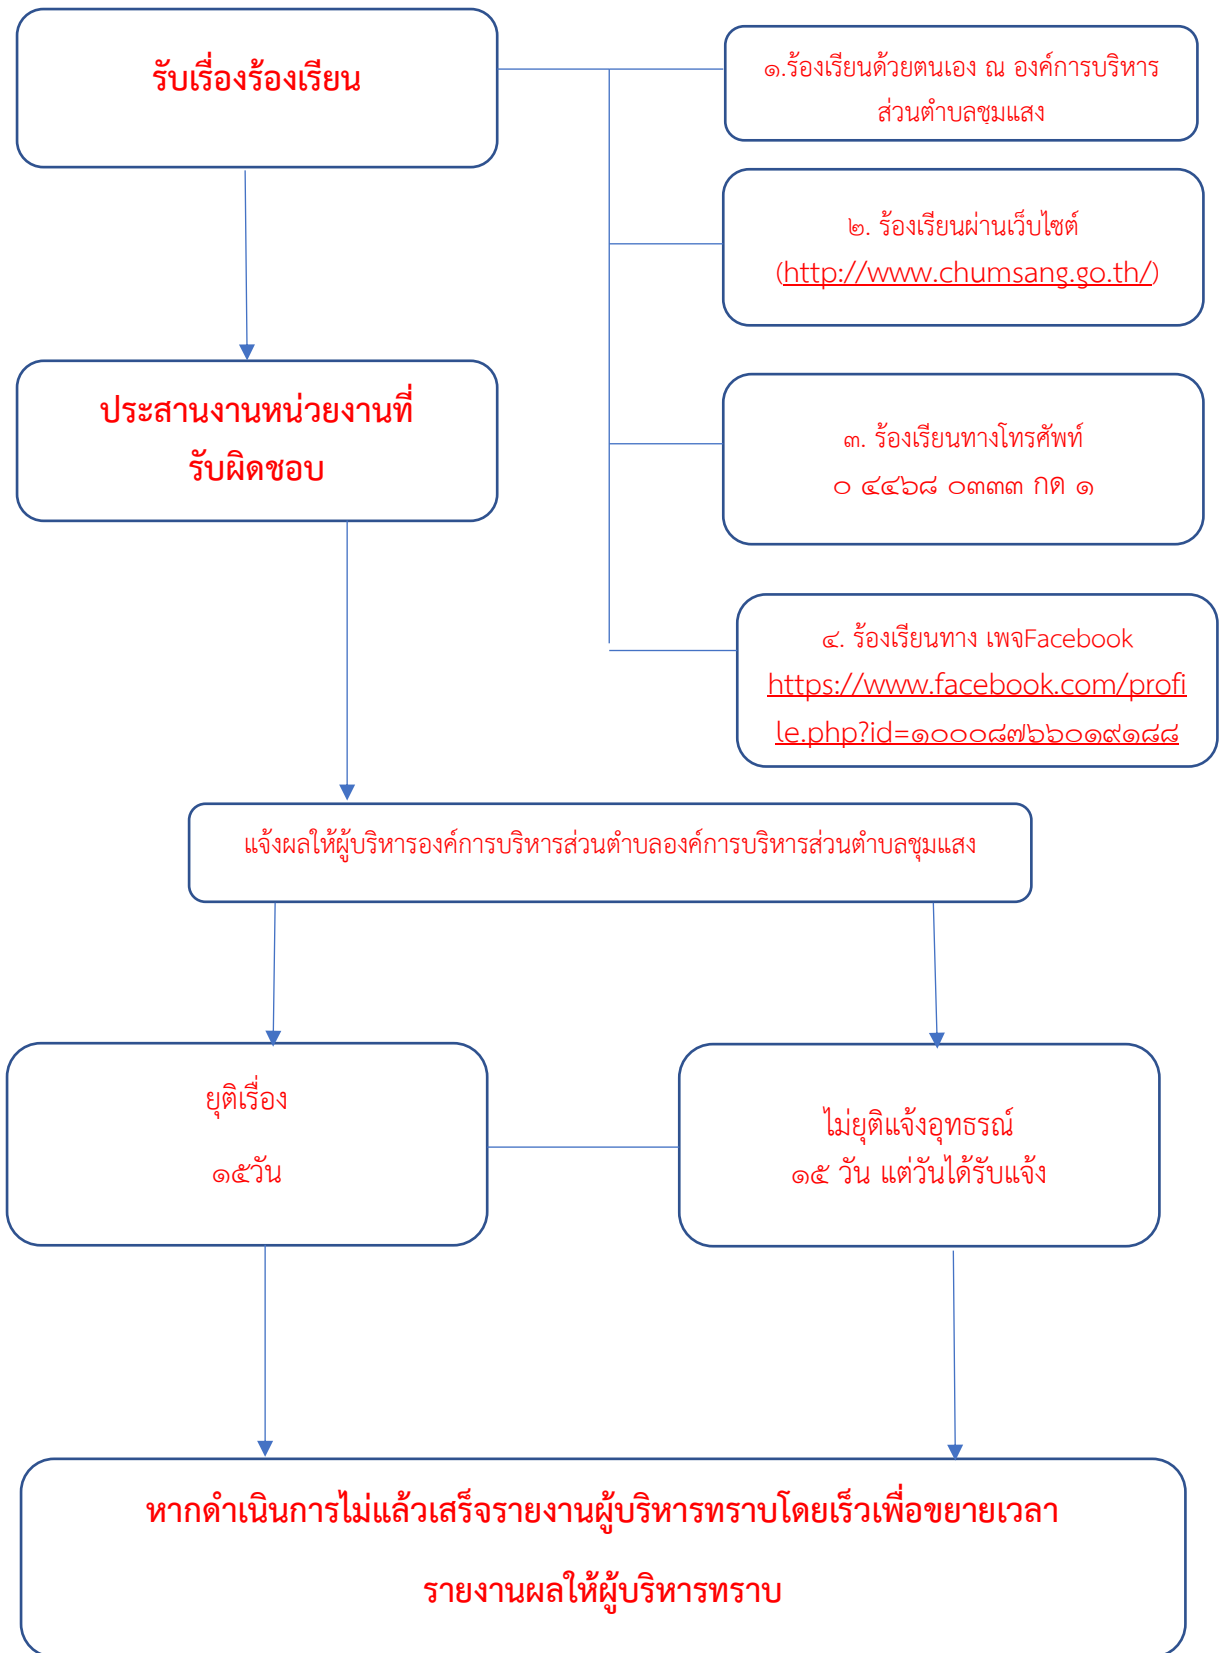 รับเรื่องร้องเรียน
๑.ร้องเรียนด้วยตนเอง ณ องค์การบริหาร
ส่วนตำบลชุมแสง
๒. ร้องเรียนผ่านเว็บไซต์
(http://www.chumsang.go.th/)
ประสานงานหน่วยงานที่
รับผิดชอบ
๓. ร้องเรียนทางโทรศัพท์
๐ ๔๔๖๘ ๐๓๓๓ กด ๑
๔. ร้องเรียนทาง เพจFacebook
https://www.facebook.com/profi
le.php?id=๑๐๐๐๘๗๖๖๐๑๙๑๘๘
แจ้งผลให้ผู้บริหารองค์การบริหารส่วนตำบลองค์การบริหารส่วนตำบลชุมแสง
ยุติเรื่อง
๑๕วัน
ไม่ยุติแจ้งอุทธรณ์
๑๕ วัน แต่วันได้รับแจ้ง
หากดำเนินการไม่แล้วเสร็จรายงานผู้บริหารทราบโดยเร็วเพื่อขยายเวลา
รายงานผลให้ผู้บริหารทราบ